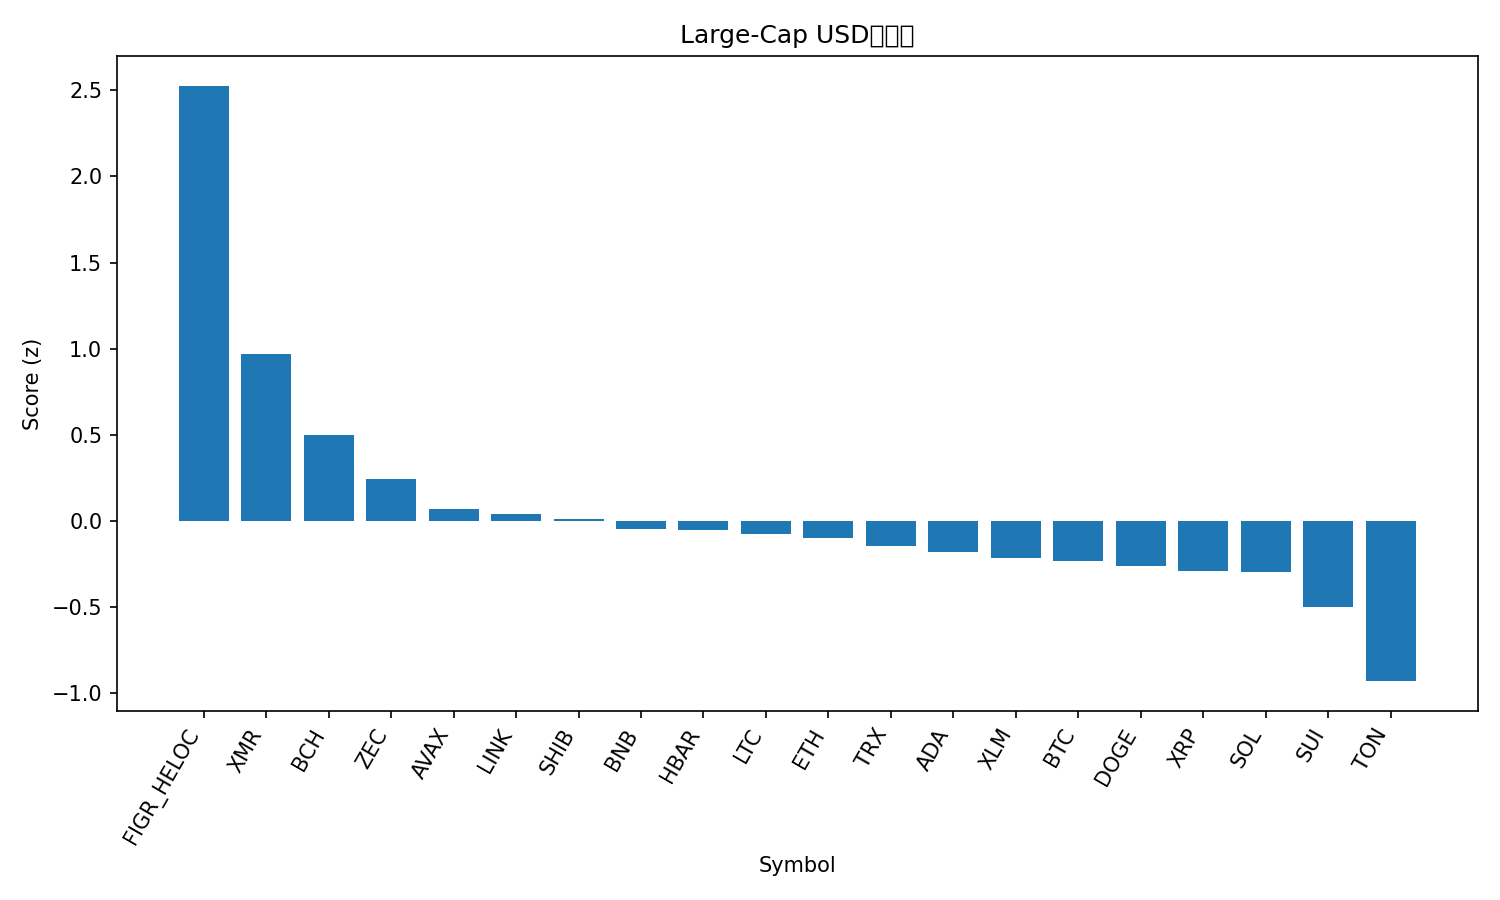 Large-Cap USD
Score (z)
2.5
2.0
1.5
1.0
0.5
0.0
−0.5
−1.0
FIGR_HELOC
XMR
BCH
ZEC
AVAX
LINK
SHIB
BNB
HBAR
LTC
ETH
TRX
ADA
XLM
BTC
DOGE
XRP
SOL
SUI
TON
Symbol